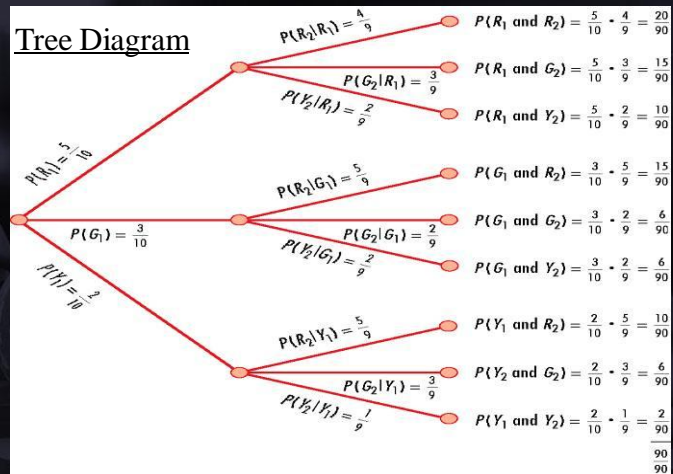 Tree Diagram
P(R₁) = 5/10
P(G₁) = 3/10
P(Y₁) = 2/10
P(R₂|R₁) = 4/9
P(G₂|R₁) = 3/9
P(Y₂|R₁) = 2/9
P(R₂|G₁) = 5/9
P(G₂|G₁) = 2/9
P(Y₂|G₁) = 2/9
P(R₂|Y₁) = 5/9
P(G₂|Y₁) = 3/9
P(Y₂|Y₁) = 1/9
P(R₁ and R₂) = 5/10 · 4/9 = 20/90
P(R₁ and G₂) = 5/10 · 3/9 = 15/90
P(R₁ and Y₂) = 5/10 · 2/9 = 10/90
P(G₁ and R₂) = 3/10 · 5/9 = 15/90
P(G₁ and G₂) = 3/10 · 2/9 = 6/90
P(G₁ and Y₂) = 3/10 · 2/9 = 6/90
P(Y₁ and R₂) = 2/10 · 5/9 = 10/90
P(Y₂ and G₂) = 2/10 · 3/9 = 6/90
P(Y₁ and Y₂) = 2/10 · 1/9 = 2/90
90/90